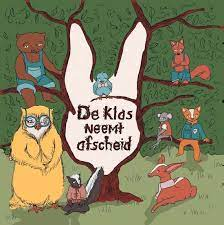 De klas
neemt
afscheid